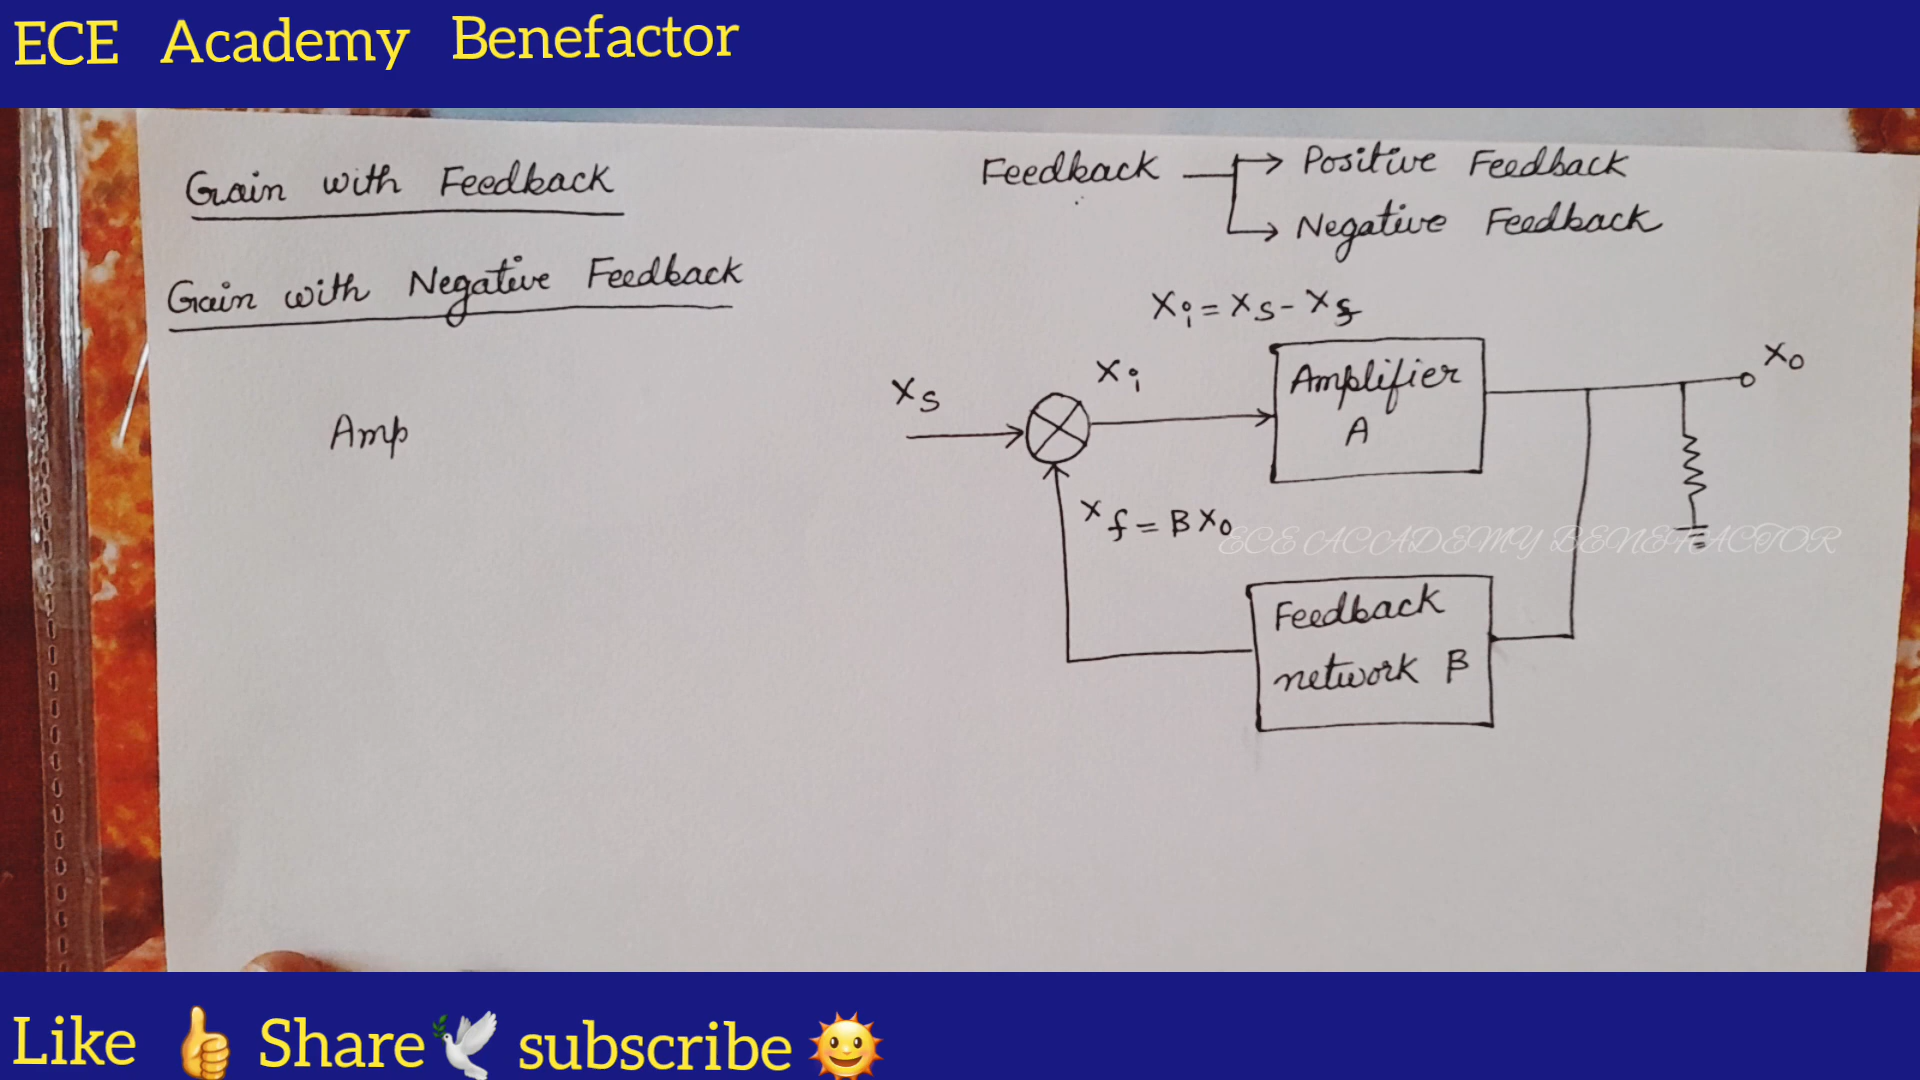 ECE Academy Benefactor
Gain with Feedback
Feedback → Positive Feedback
→ Negative Feedback
Gain with Negative Feedback
Xi = Xs - Xf
Xs
Xi
Amplifier
A
Xo
Amp
Xf = BXo
ECE ACCADEMY BENEFACTOR
Feedback
network B
Like 👍 Share🕊 subscribe 🌞